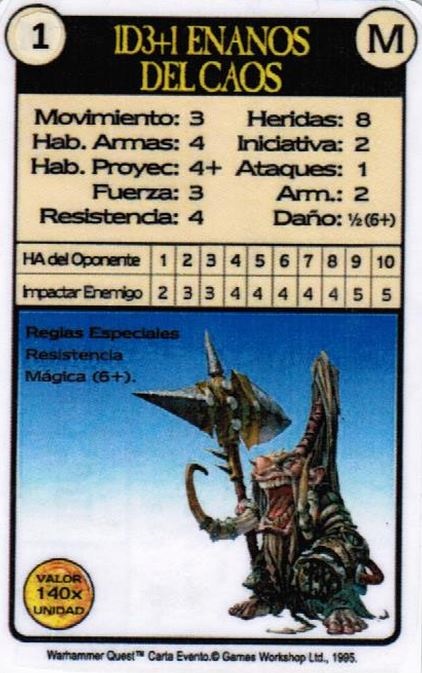 1
M
1D3+1 ENANOS
DEL CAOS
Movimiento: 3 Heridas: 8
Hab. Armas: 4 Iniciativa: 2
Hab. Proyec: 4+ Ataques: 1
Fuerza: 3 Arm.: 2
Resistencia: 4 Daño: ½ (6+)
HA del Oponente 1 2 3 4 5 6 7 8 9 10
Impactar Enemigo 2 3 3 4 4 4 4 4 5 5
Reglas Especiales
Resistencia
Mágica (6+).
VALOR
140x
UNIDAD
Warhammer Quest™ Carta Evento.© Games Workshop Ltd., 1995.